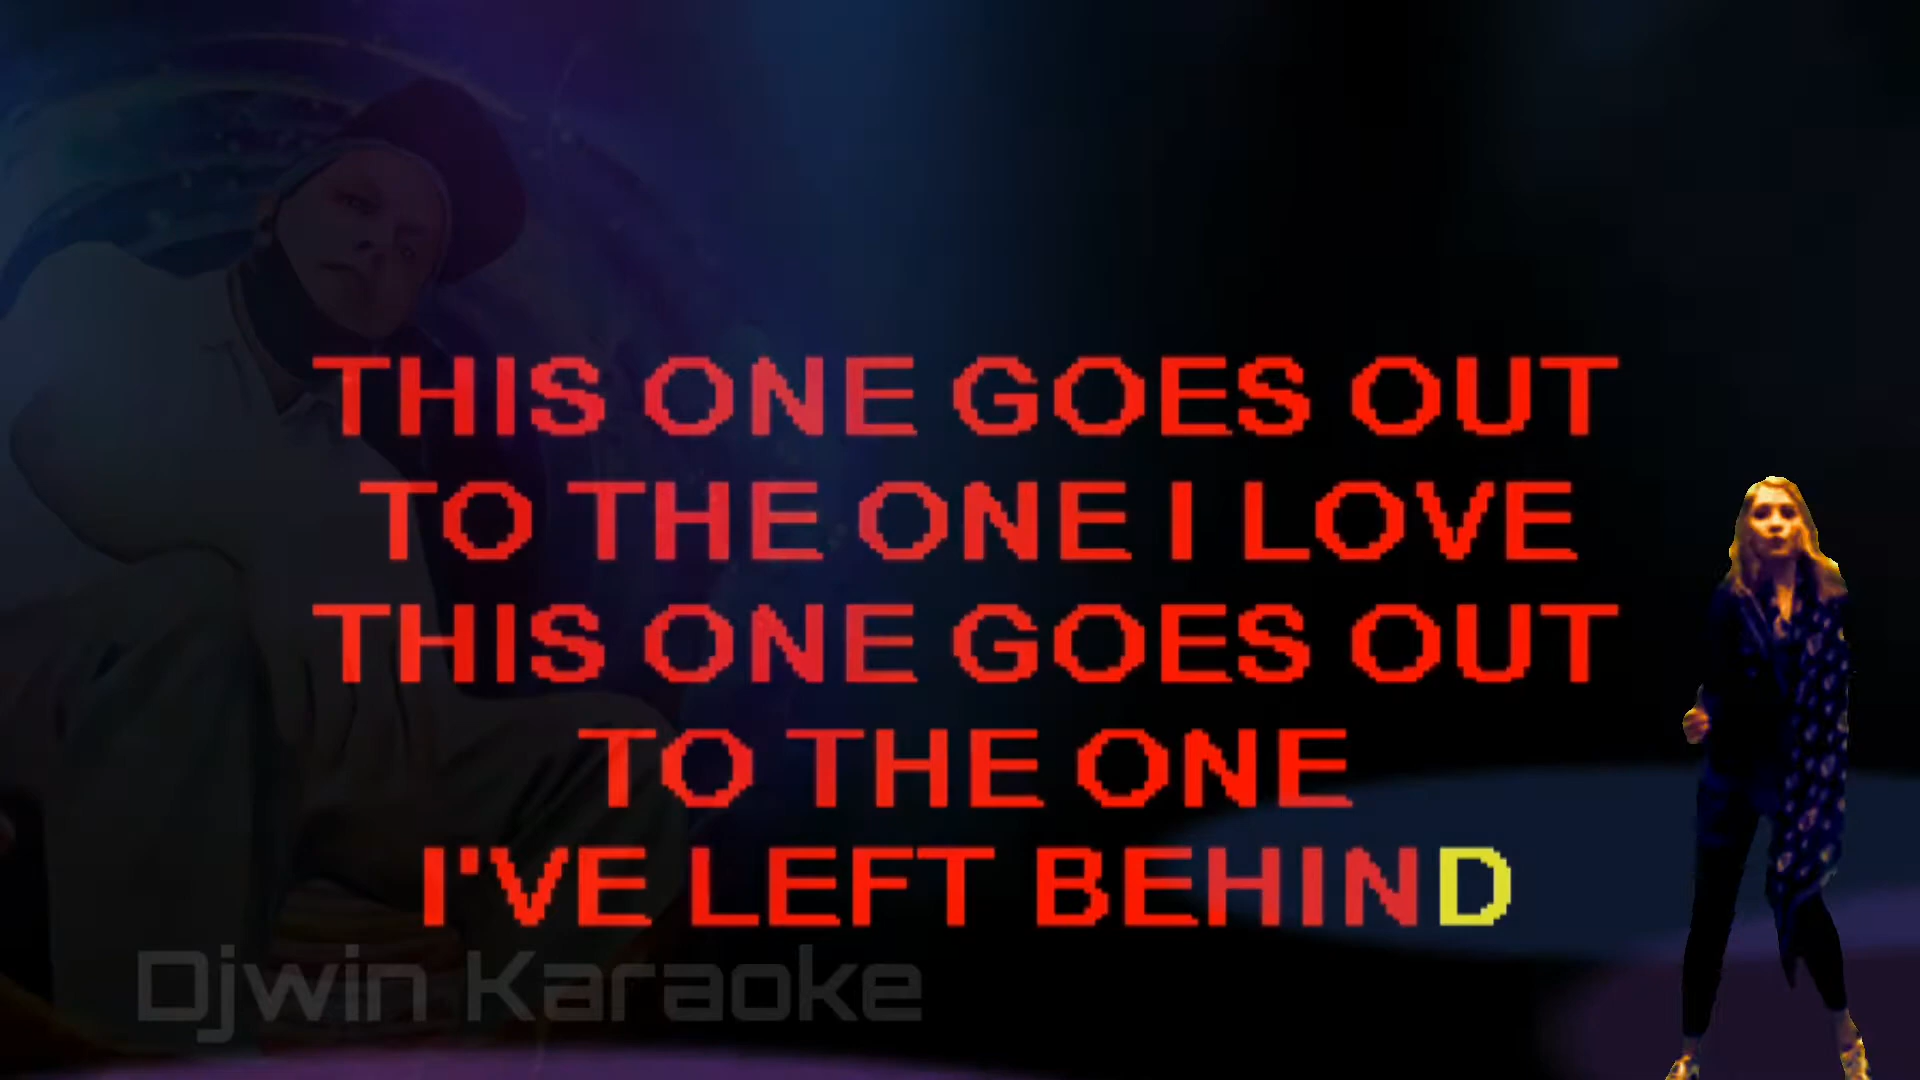 THIS ONE GOES OUT
TO THE ONE I LOVE
THIS ONE GOES OUT
TO THE ONE
I'VE LEFT BEHIND
Djwin Karaoke